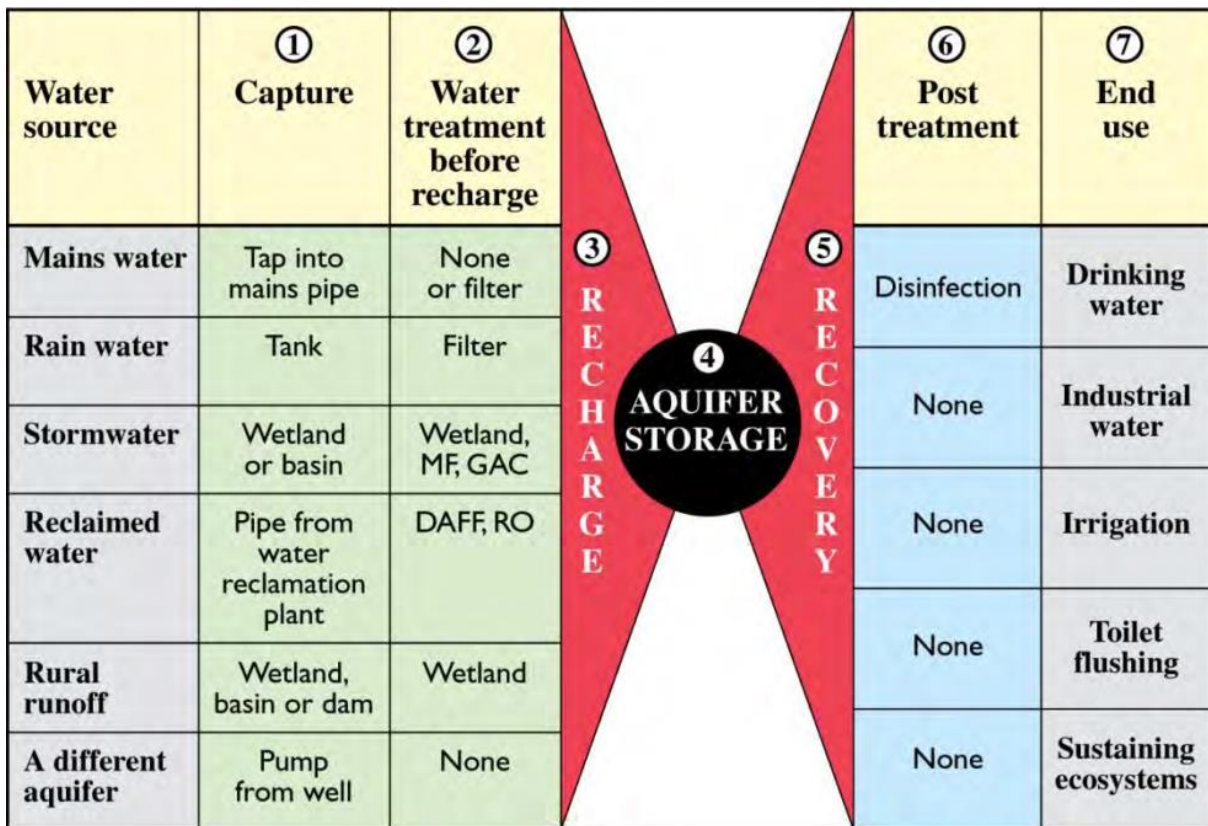 Water
source
①
Capture
②
Water
treatment
before
recharge
⑥
Post
treatment
⑦
End
use
Mains water
Tap into
mains pipe
None
or filter
Rain water
Tank
Filter
Stormwater
Wetland
or basin
Wetland,
MF, GAC
Reclaimed
water
Pipe from
water
reclamation
plant
DAFF, RO
Rural
runoff
Wetland,
basin or dam
Wetland
A different
aquifer
Pump
from well
None
③
RECHARGE
④
AQUIFER
STORAGE
⑤
RECOVERY
Disinfection
Drinking
water
None
Industrial
water
None
Irrigation
None
Toilet
flushing
None
Sustaining
ecosystems